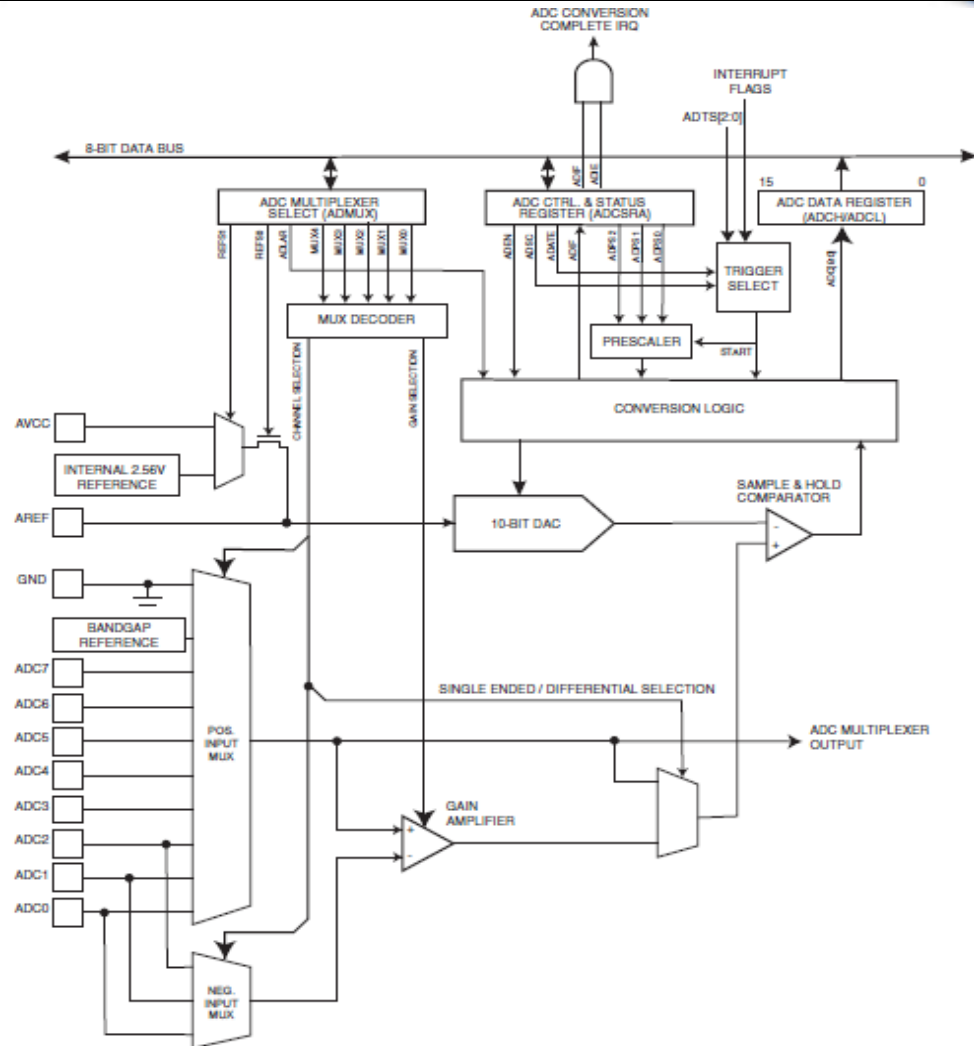 ADC CONVERSION
COMPLETE IRQ
INTERRUPT
FLAGS
ADTS[2:0]
8-BIT DATA BUS
ADIF
ADIE
15
0
ADC MULTIPLEXER
SELECT (ADMUX)
ADC CTRL. & STATUS
REGISTER (ADCSRA)
ADC DATA REGISTER
(ADCH/ADCL)
REFS1
REFS0
ADLAR
MUX4
MUX3
MUX2
MUX1
MUX0
ADEN
ADSC
ADATE
ADIF
ADPS2
ADPS1
ADPS0
ADC[9:0]
TRIGGER
SELECT
MUX DECODER
PRESCALER
START
CHANNEL SELECTION
GAIN SELECTION
CONVERSION LOGIC
AVCC
INTERNAL 2.56V
REFERENCE
SAMPLE & HOLD
COMPARATOR
AREF
10-BIT DAC
-
+
GND
BANDGAP
REFERENCE
ADC7
ADC6
SINGLE ENDED / DIFFERENTIAL SELECTION
ADC5
POS.
INPUT
MUX
ADC MULTIPLEXER
OUTPUT
ADC4
ADC3
GAIN
AMPLIFIER
+
-
ADC2
ADC1
ADC0
NEG.
INPUT
MUX